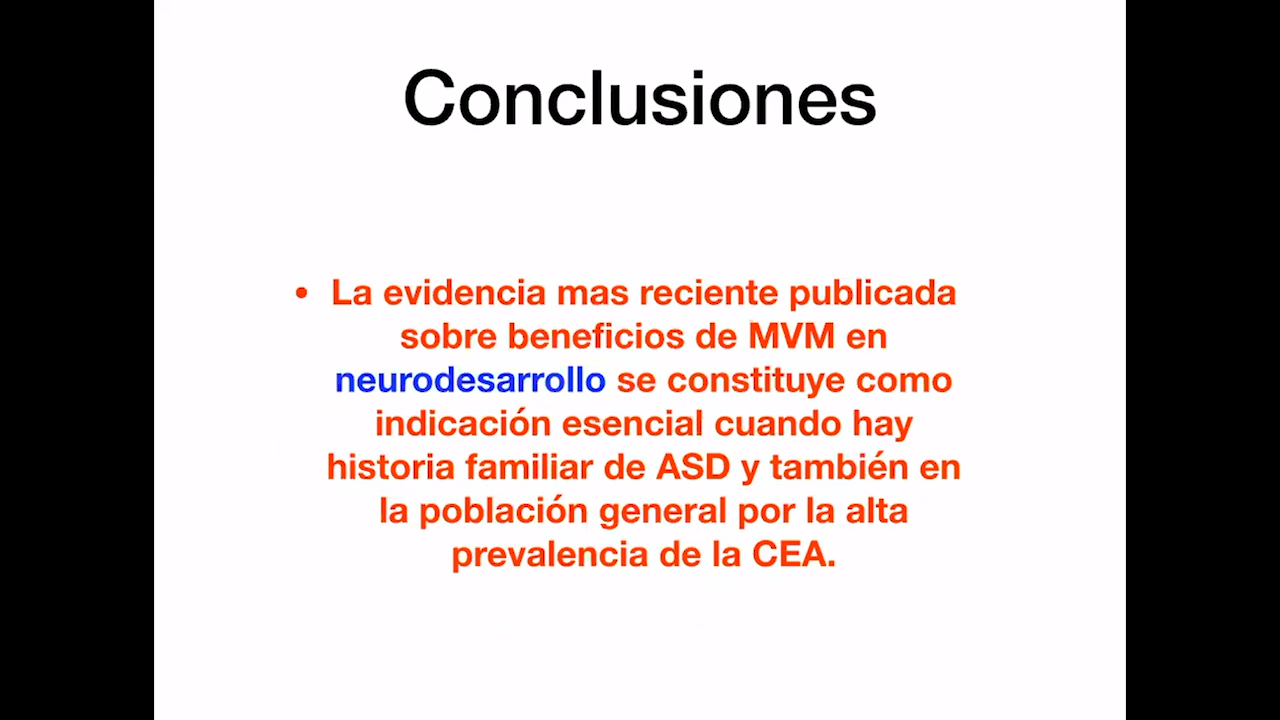 Conclusiones
• La evidencia mas reciente publicada
sobre beneficios de MVM en
neurodesarrollo se constituye como
indicación esencial cuando hay
historia familiar de ASD y también en
la población general por la alta
prevalencia de la CEA.